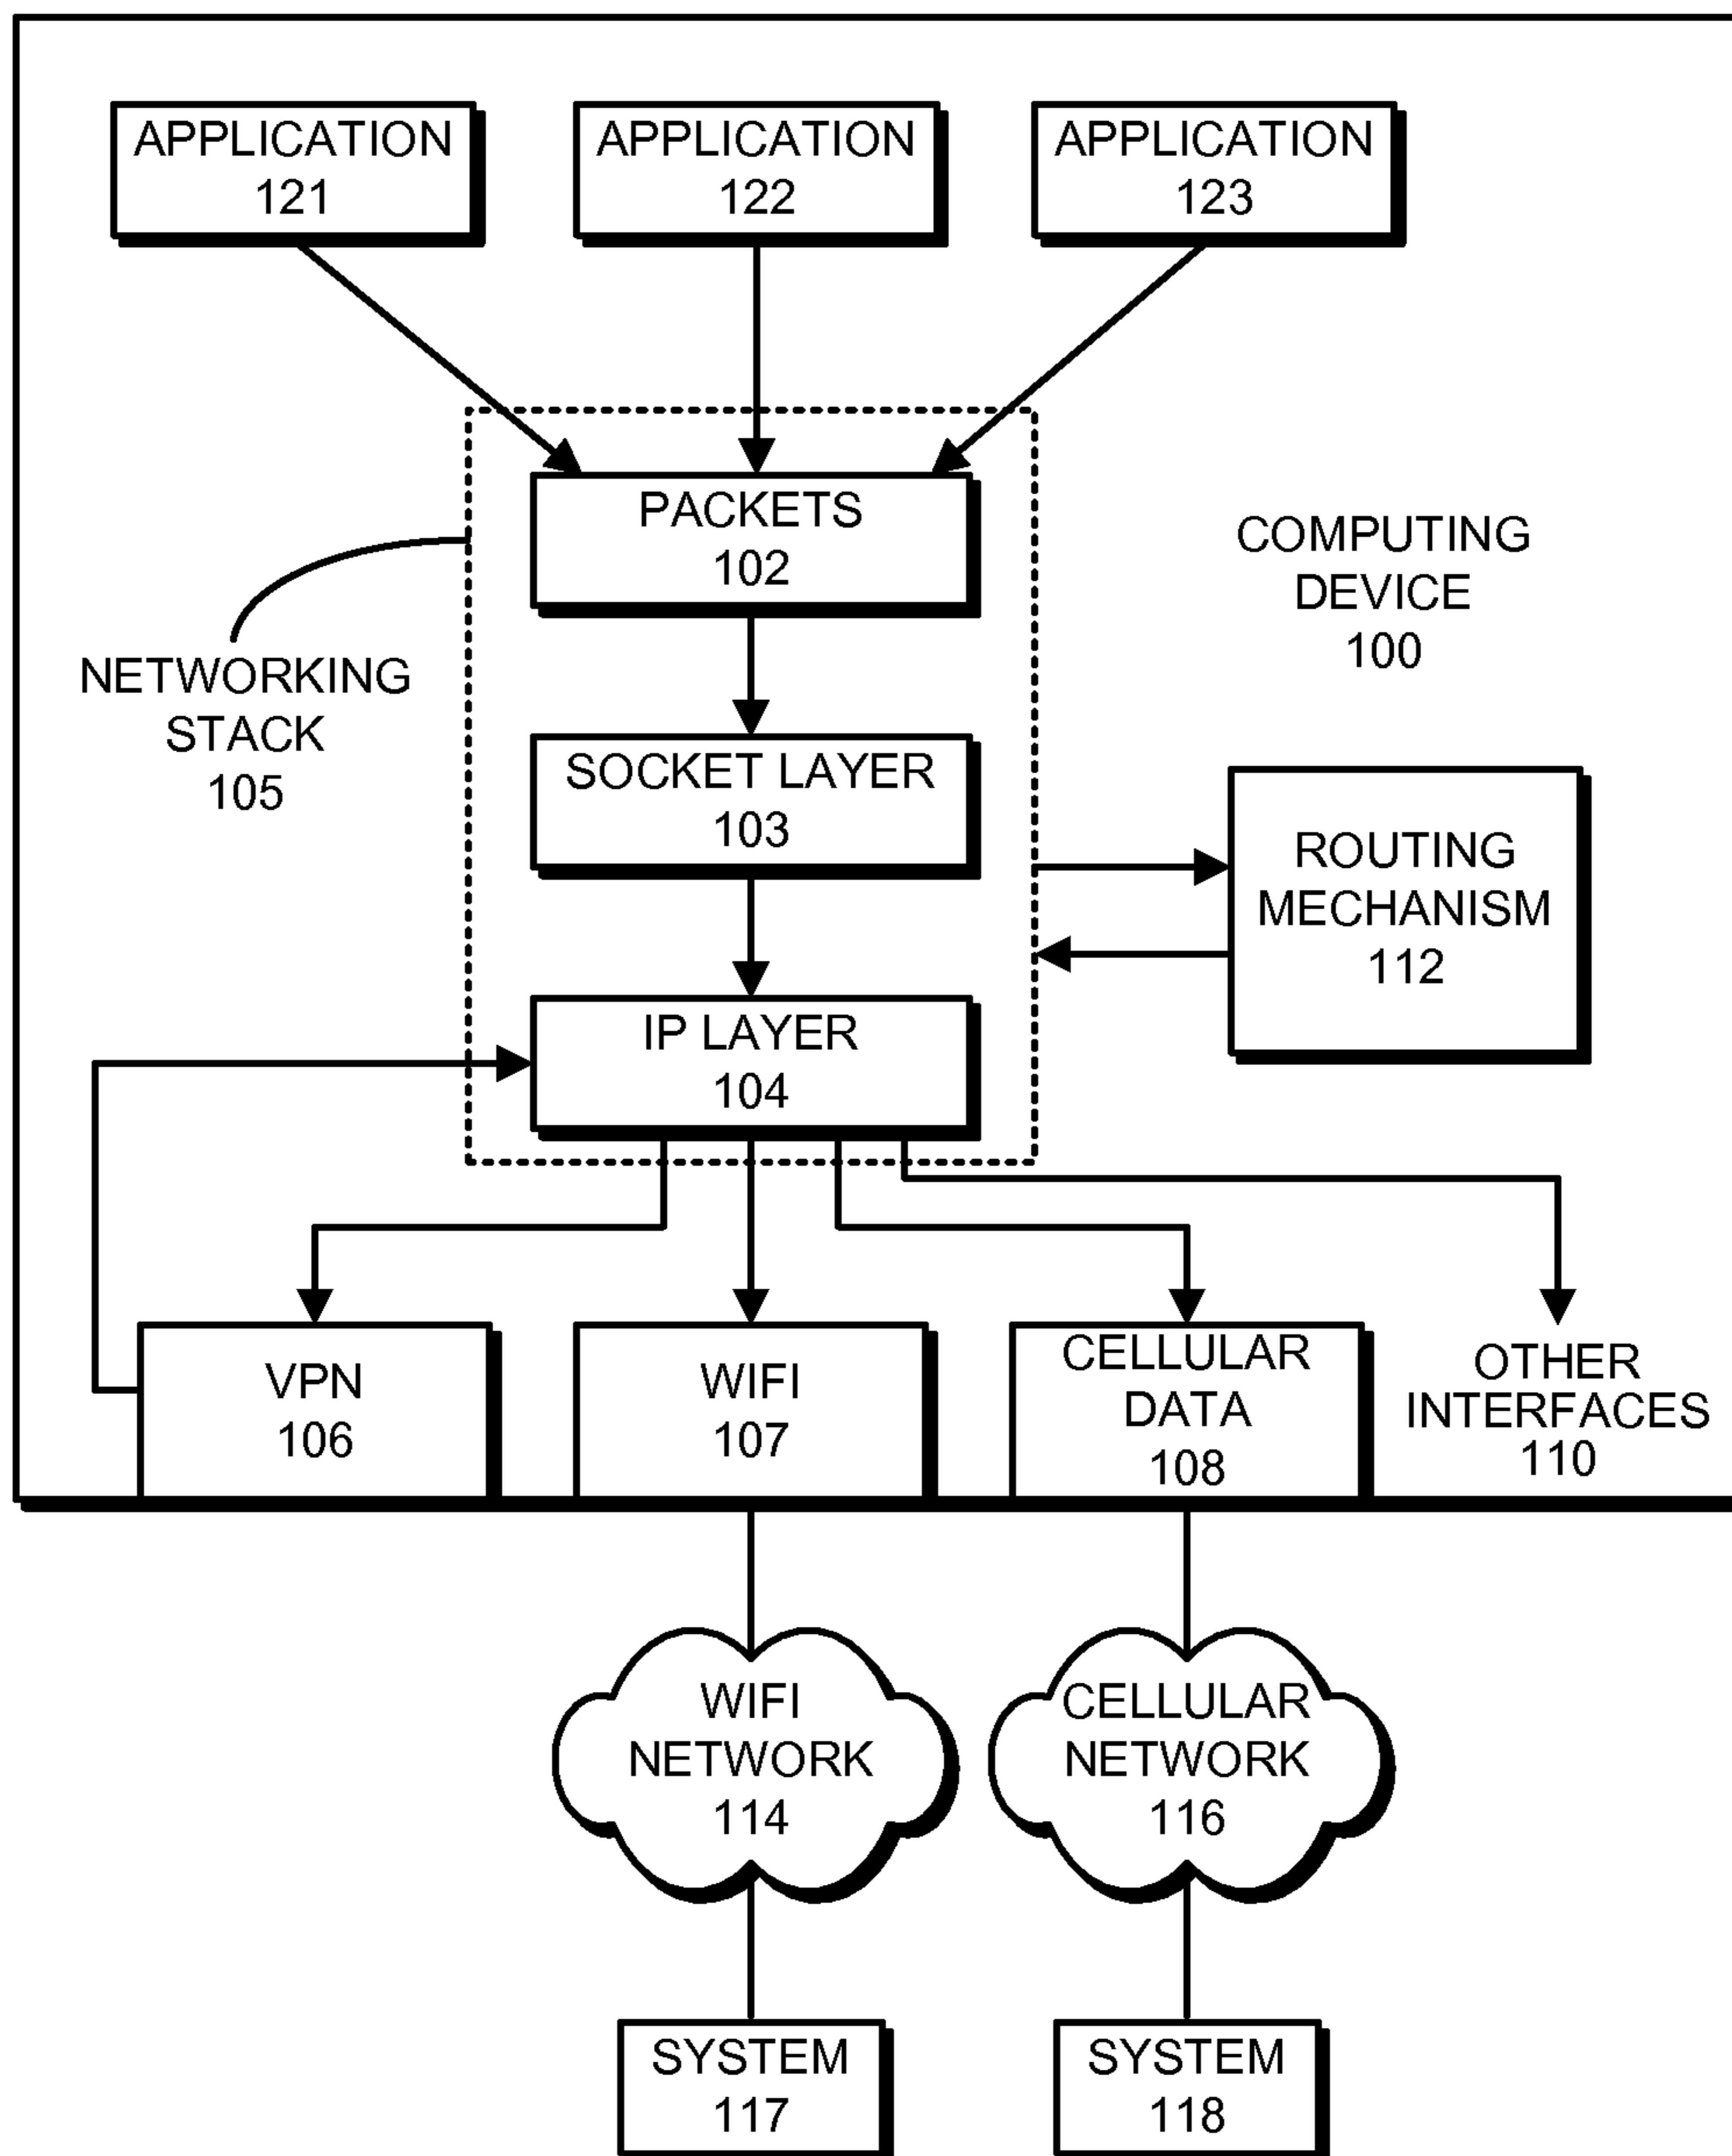 APPLICATION
121
APPLICATION
122
APPLICATION
123
PACKETS
102
COMPUTING
DEVICE
100
NETWORKING
STACK
105
SOCKET LAYER
103
ROUTING
MECHANISM
112
IP LAYER
104
VPN
106
WIFI
107
CELLULAR
DATA
108
OTHER
INTERFACES
110
WIFI
NETWORK
114
CELLULAR
NETWORK
116
SYSTEM
117
SYSTEM
118